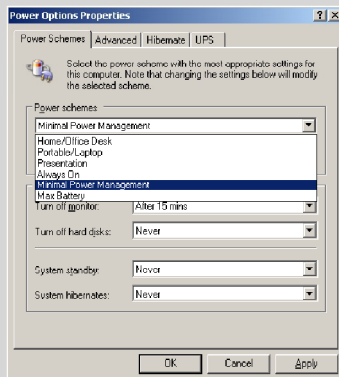 Power Options Properties
Power Schemes Advanced Hibernate UPS
Select the power scheme with the most appropriate settings for
this computer. Note that changing the settings below will modify
the selected scheme.
Power schemes
Minimal Power Management
Home/Office Desk
Portable/Laptop
Presentation
Always On
Minimal Power Management
Max Battery
Turn off monitor: After 15 mins
Turn off hard disks: Never
System standby: Never
System hibernates: Never
OK Cancel Apply